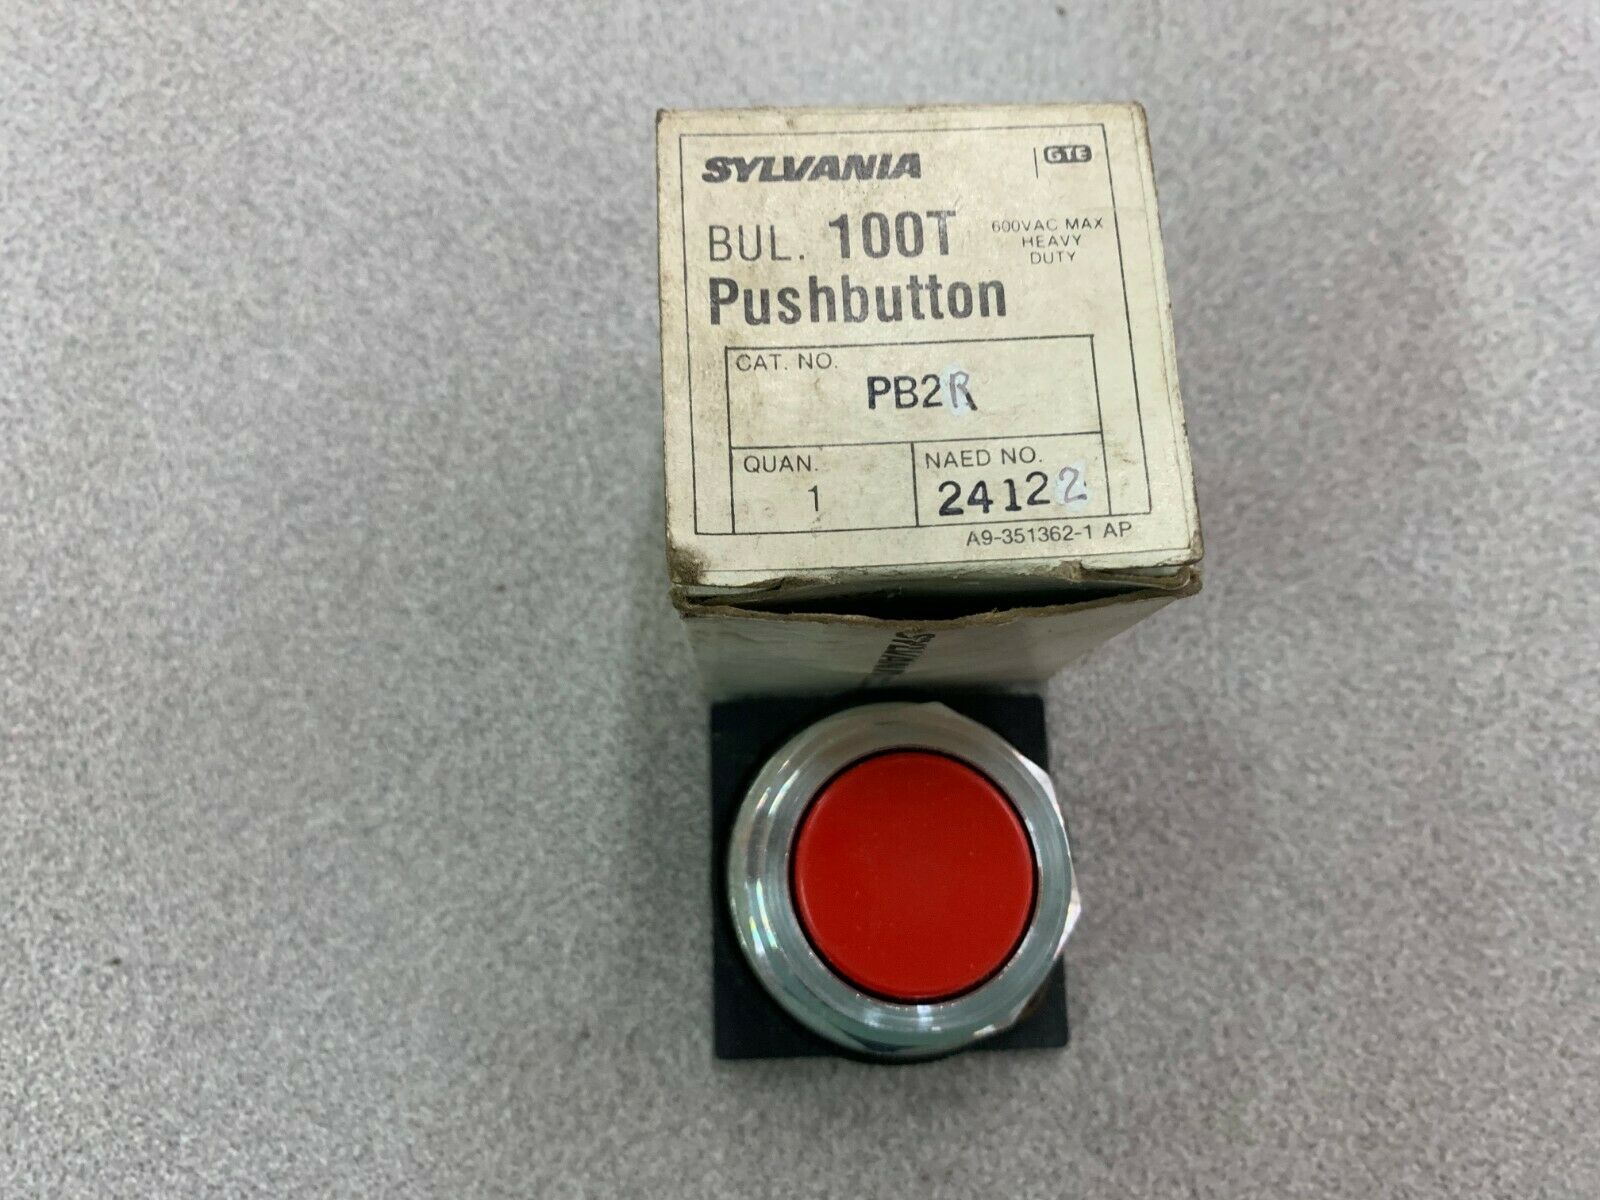 SYLVANIA
GTE
BUL. 100T
600VAC MAX
HEAVY
DUTY
Pushbutton
CAT. NO.
PB2R
QUAN.
1
NAED NO.
24122
A9-351362-1 AP
SYLVANIA